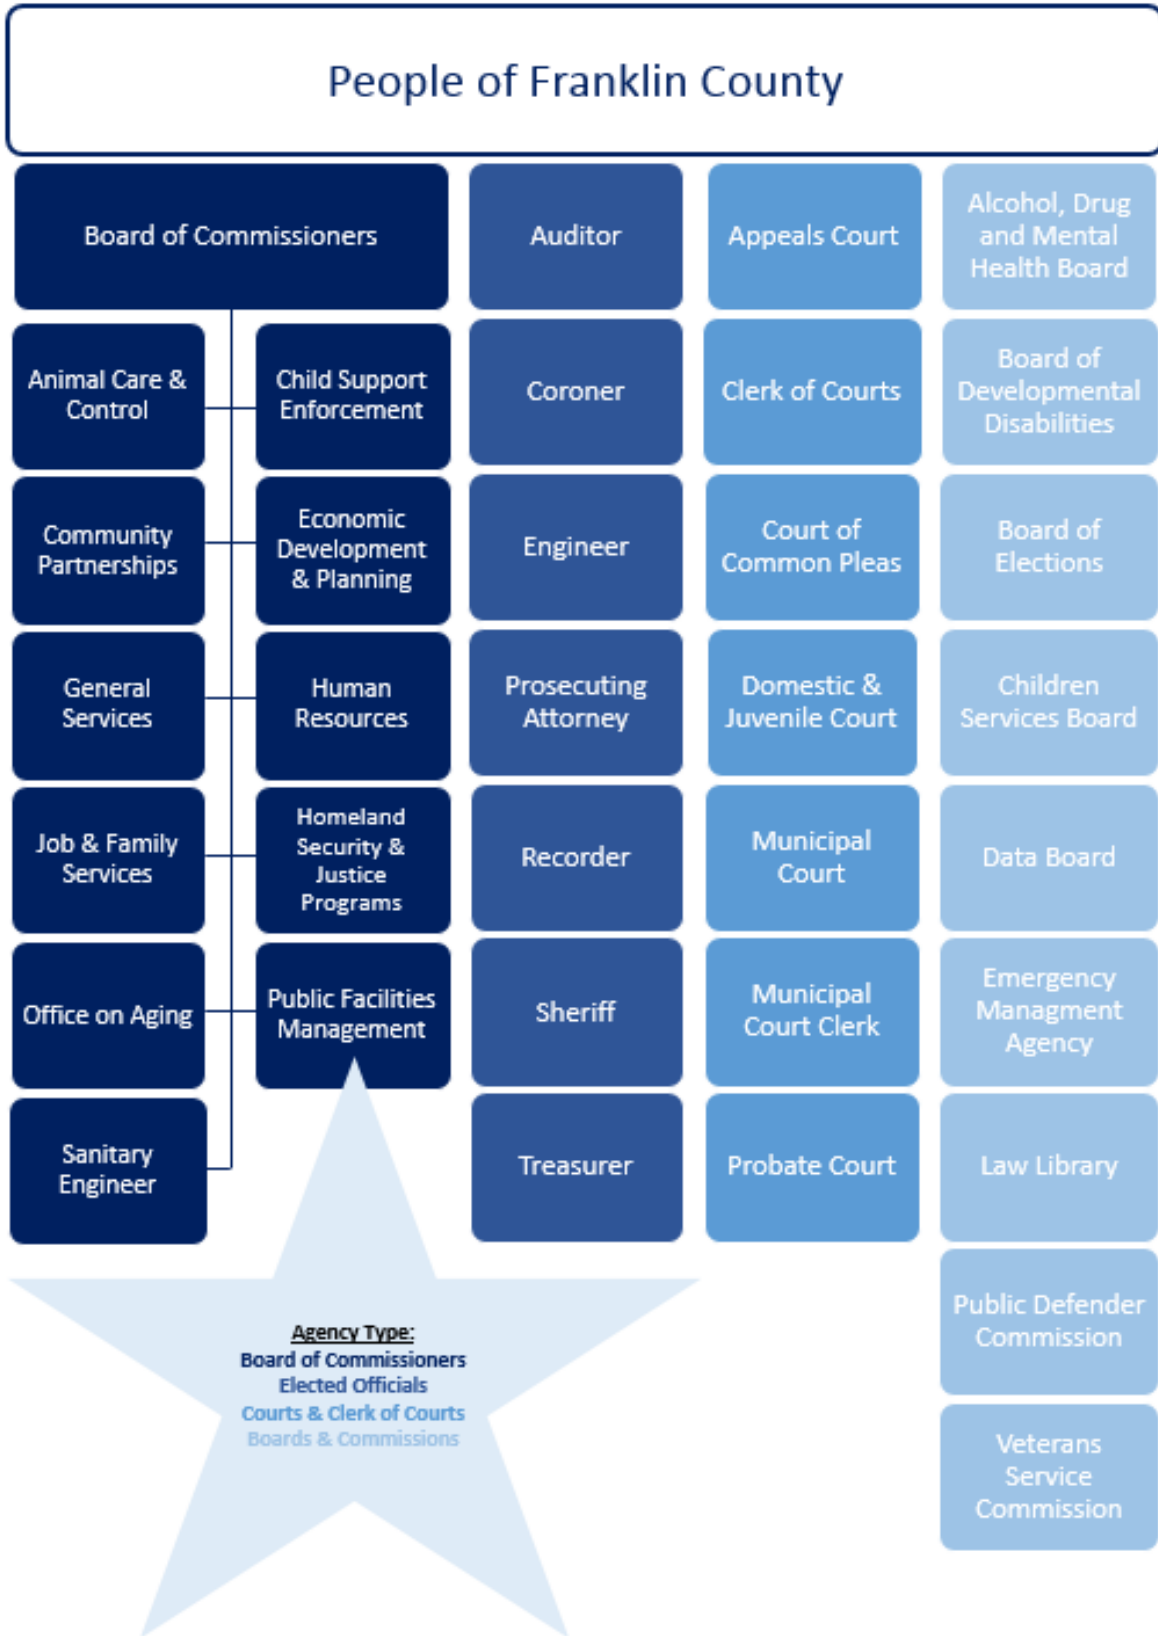 People of Franklin County
Board of Commissioners
Animal Care &
Control
Child Support
Enforcement
Community
Partnerships
Economic
Development
& Planning
General
Services
Human
Resources
Job & Family
Services
Homeland
Security &
Justice
Programs
Office on Aging
Public Facilities
Management
Sanitary
Engineer
Auditor
Coroner
Engineer
Prosecuting
Attorney
Recorder
Sheriff
Treasurer
Appeals Court
Clerk of Courts
Court of
Common Pleas
Domestic &
Juvenile Court
Municipal
Court
Municipal
Court Clerk
Probate Court
Alcohol, Drug
and Mental
Health Board
Board of
Developmental
Disabilities
Board of
Elections
Children
Services Board
Data Board
Emergency
Managment
Agency
Law Library
Public Defender
Commission
Veterans
Service
Commission
Agency Type:
Board of Commissioners
Elected Officials
Courts & Clerk of Courts
Boards & Commissions